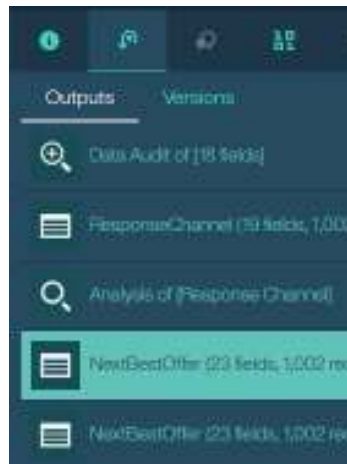 Outputs Versions
Data Audit of [18 fields]
ResponseChannel (19 fields, 1,002
Analysis of [Response Channel]
NextBestOffer (23 fields, 1,002 rec
NextBestOffer (23 fields, 1,002 rec